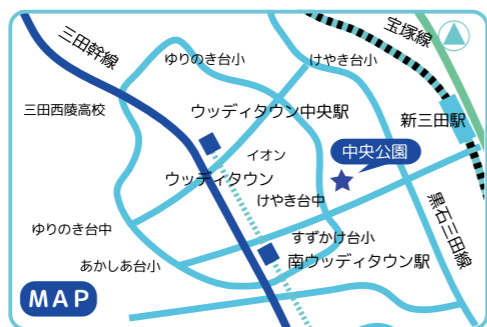 三田幹線
宝塚線
ゆりのき台小
けやき台小
三田西陵高校
ウッディタウン中央駅
新三田駅
イオン
中央公園
ウッディタウン
けやき台中
黒石三田線
ゆりのき台中
すずかけ台小
あかしあ台小
南ウッディタウン駅
MAP